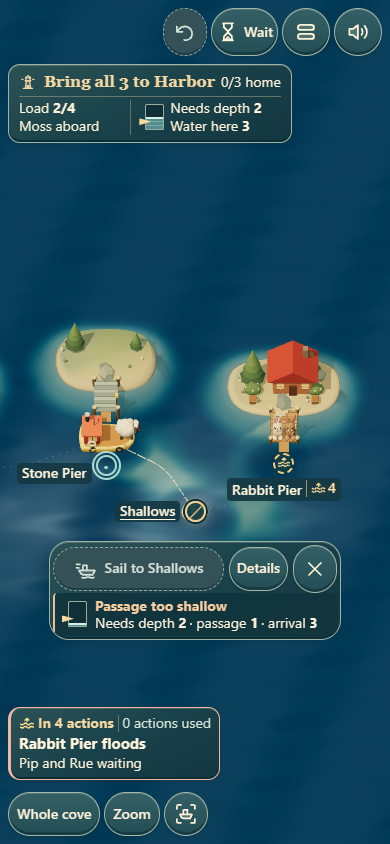 Wait
Bring all 3 to Harbor 0/3 home
Load 2/4
Moss aboard
Needs depth 2
Water here 3
Stone Pier
Rabbit Pier 4
Shallows
Sail to Shallows
Details
Passage too shallow
Needs depth 2 · passage 1 · arrival 3
In 4 actions 0 actions used
Rabbit Pier floods
Pip and Rue waiting
Whole cove
Zoom